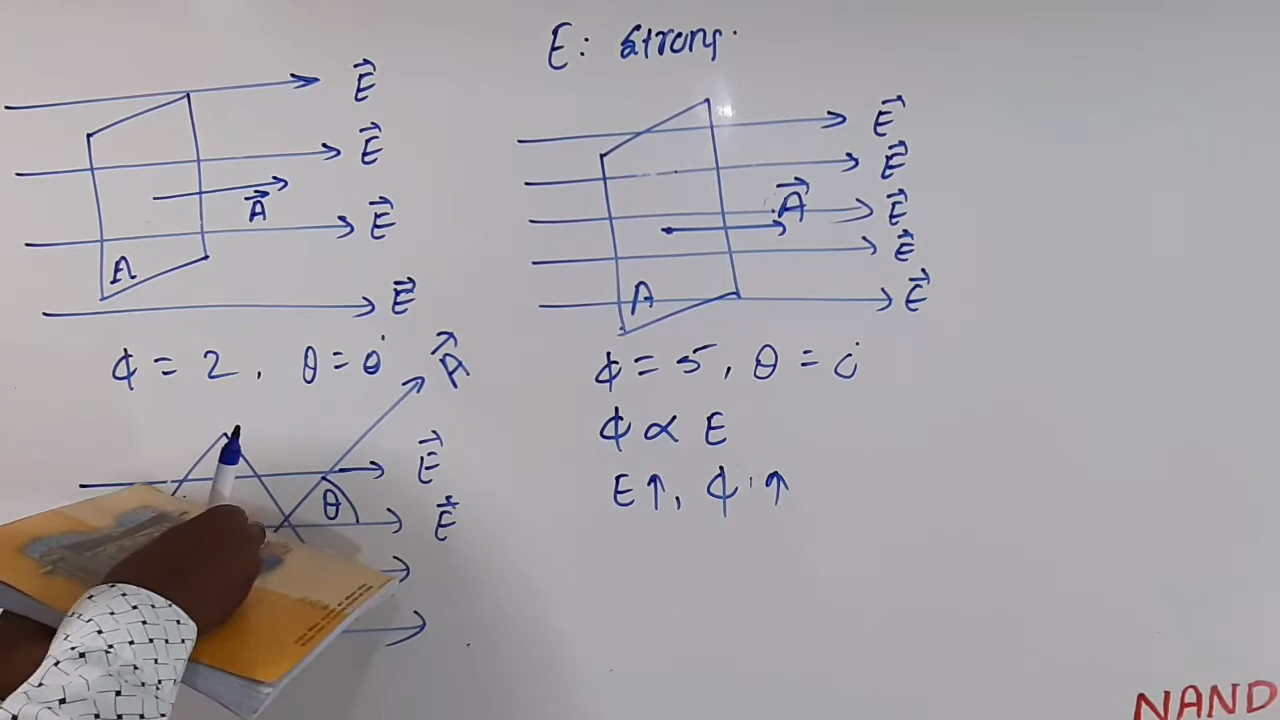 E: Strong.
E⃗
E⃗
A⃗
E⃗
A
E⃗
ϕ = 2, θ = 0°
A⃗
E⃗
θ
E⃗
E⃗
E⃗
A⃗
E⃗
E⃗
A
E⃗
ϕ = 5, θ = 0°
ϕ ∝ E
E↑, ϕ ↑
NAND